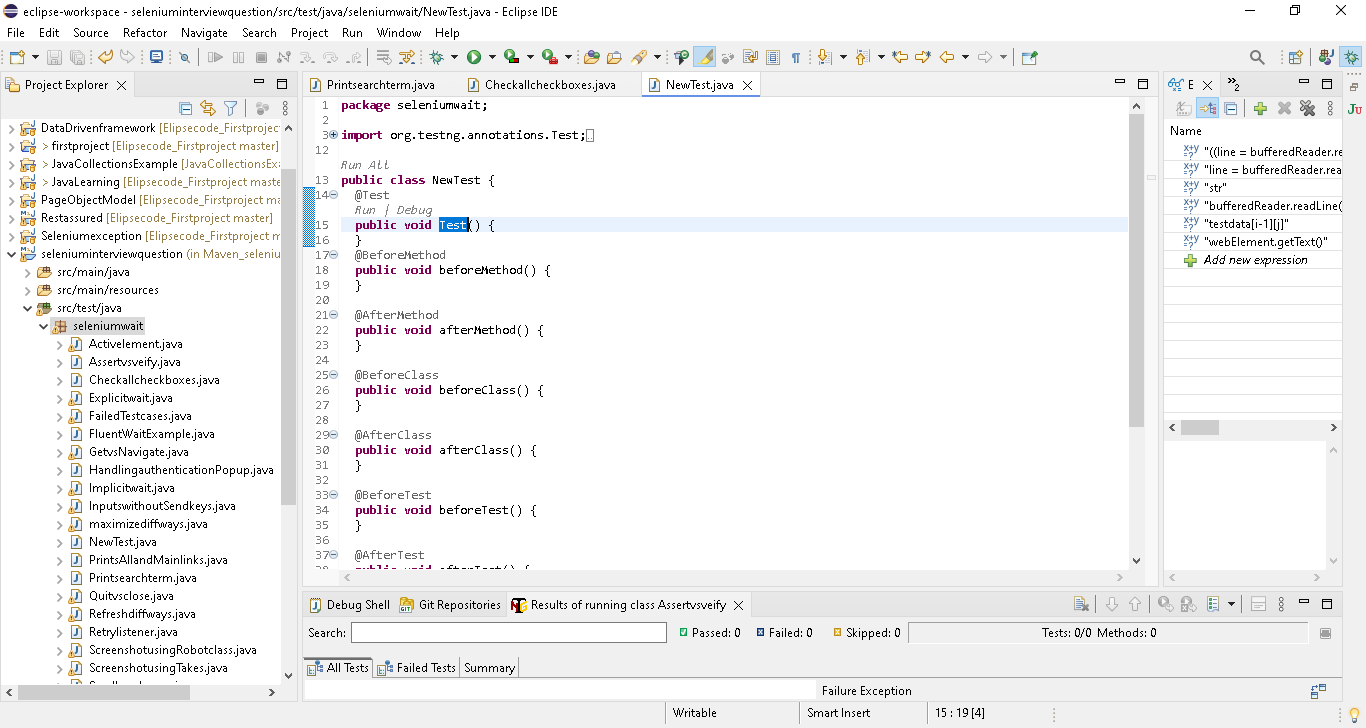 eclipse-workspace - seleniuminterviewquestion/src/test/java/seleniumwait/NewTest.java - Eclipse IDE
File Edit Source Refactor Navigate Search Project Run Window Help
Project Explorer
DataDrivenframework [Elipsecode_Firstproject
> firstproject [Elipsecode_Firstproject master]
> JavaCollectionsExample [JavaCollectionsExa
> JavaLearning [Elipsecode_Firstproject maste
PageObjectModel [Elipsecode_Firstproject m
Restassured [Elipsecode_Firstproject master]
Seleniumexception [Elipsecode_Firstproject m
seleniuminterviewquestion (in Maven_seleniu
src/main/java
src/main/resources
src/test/java
seleniumwait
Activelement.java
Assertvsveify.java
Checkallcheckboxes.java
Explicitwait.java
FailedTestcases.java
FluentWaitExample.java
GetvsNavigate.java
HandlingauthenticationPopup.java
Implicitwait.java
InputswithoutSendkeys.java
maximizediffways.java
NewTest.java
PrintsAllandMainlinks.java
Printsearchterm.java
Quitvsclose.java
Refreshdiffways.java
Retrylistener.java
ScreenshotusingRobotclass.java
ScreenshotusingTakes.java
Printsearchterm.java Checkallcheckboxes.java NewTest.java
1 package seleniumwait;
2
3 import org.testng.annotations.Test;
12
Run All
13 public class NewTest {
14 @Test
Run | Debug
15 public void Test() {
16 }
17 @BeforeMethod
18 public void beforeMethod() {
19 }
20
21 @AfterMethod
22 public void afterMethod() {
23 }
24
25 @BeforeClass
26 public void beforeClass() {
27 }
28
29 @AfterClass
30 public void afterClass() {
31 }
32
33 @BeforeTest
34 public void beforeTest() {
35 }
36
37 @AfterTest
38 public void afterTest() {
E 2
Name
"((line = bufferedReader.re
"line = bufferedReader.rea
"str"
"bufferedReader.readLine(
"testdata[i-1][j]"
"webElement.getText()"
Add new expression
Debug Shell Git Repositories Results of running class Assertvsveify
Search: Passed: 0 Failed: 0 Skipped: 0 Tests: 0/0 Methods: 0
All Tests Failed Tests Summary
Failure Exception
Writable Smart Insert 15 : 19 [4]